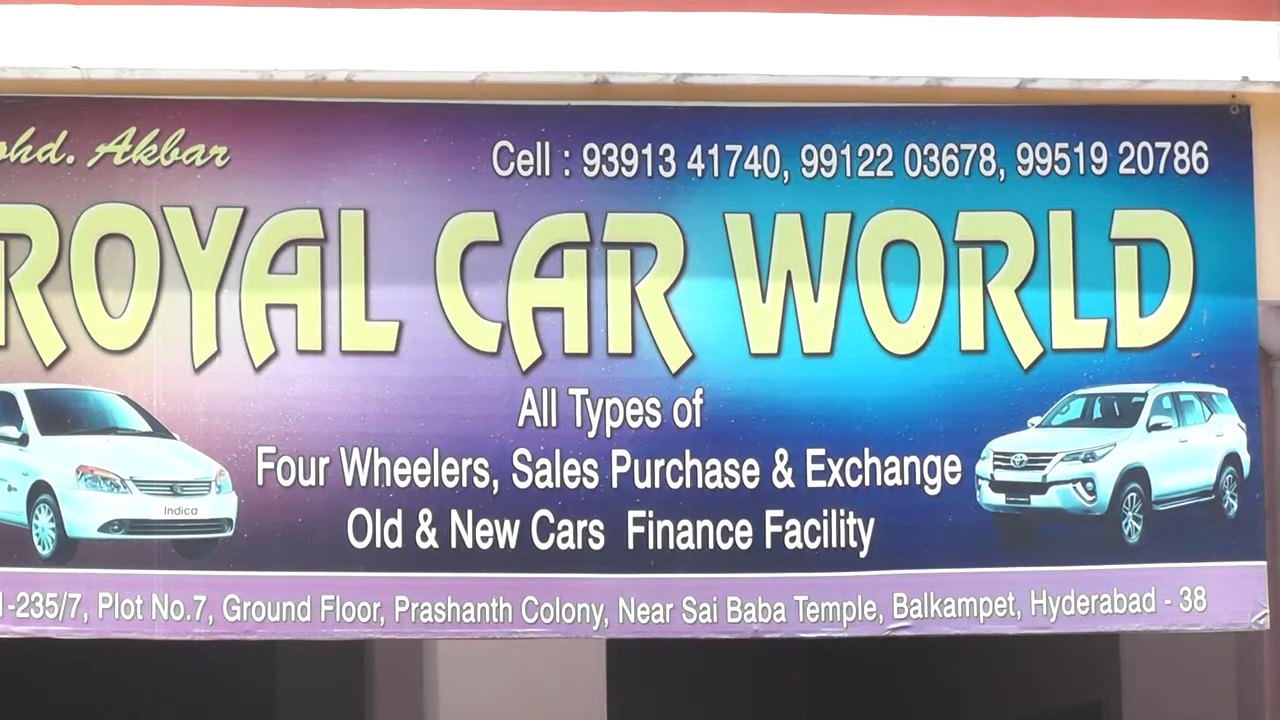 Akbar
Cell : 93913 41740, 99122 03678, 99519 20786
ROYAL CAR WORLD
All Types of
Four Wheelers, Sales Purchase & Exchange
Old & New Cars Finance Facility
Indica
-235/7, Plot No.7, Ground Floor, Prashanth Colony, Near Sai Baba Temple, Balkampet, Hyderabad - 38